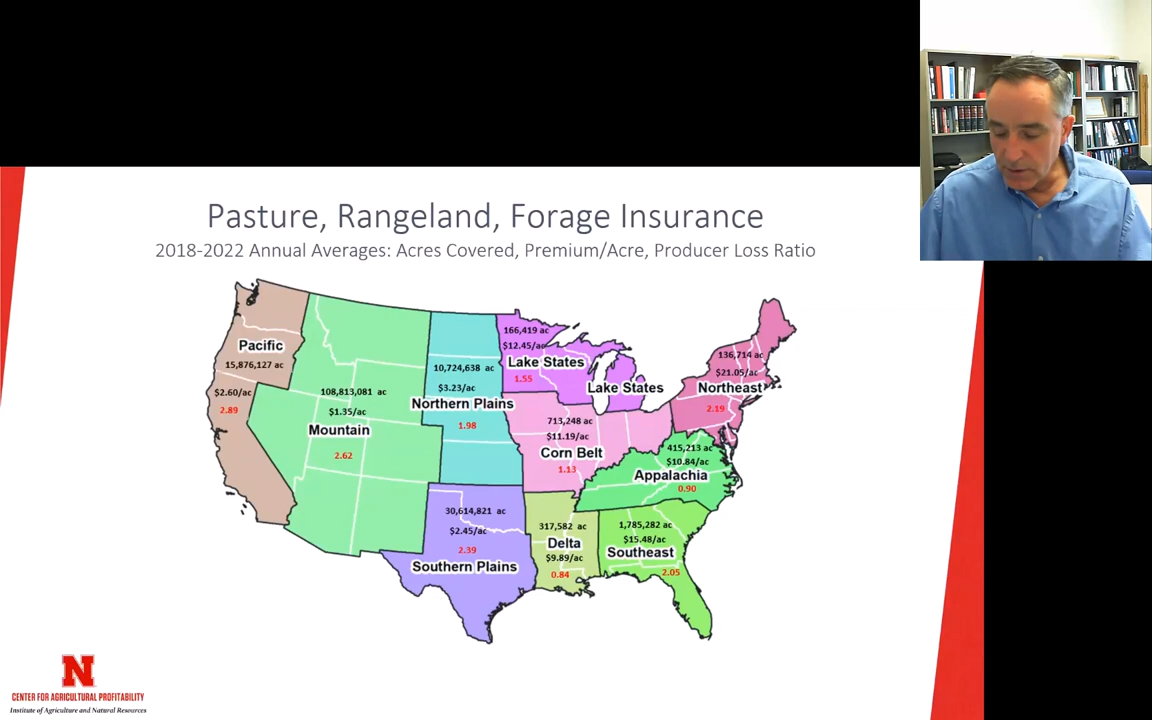 Pasture, Rangeland, Forage Insurance
2018-2022 Annual Averages: Acres Covered, Premium/Acre, Producer Loss Ratio
Pacific
15,876,127 ac
$2.60/ac
2.89
108,813,081 ac
$1.35/ac
Mountain
2.62
10,724,638 ac
$3.23/ac
Northern Plains
1.98
30,614,821 ac
$2.45/ac
2.39
Southern Plains
166,419 ac
$12.45/ac
Lake States
1.55
Lake States
713,248 ac
$11.19/ac
Corn Belt
1.13
317,582 ac
Delta
$9.89/ac
0.84
136,714 ac
$21.05/ac
Northeast
2.19
415,213 ac
$10.84/ac
Appalachia
0.90
1,785,282 ac
$15.48/ac
Southeast
2.05
N
CENTER FOR AGRICULTURAL PROFITABILITY
Institute of Agriculture and Natural Resources